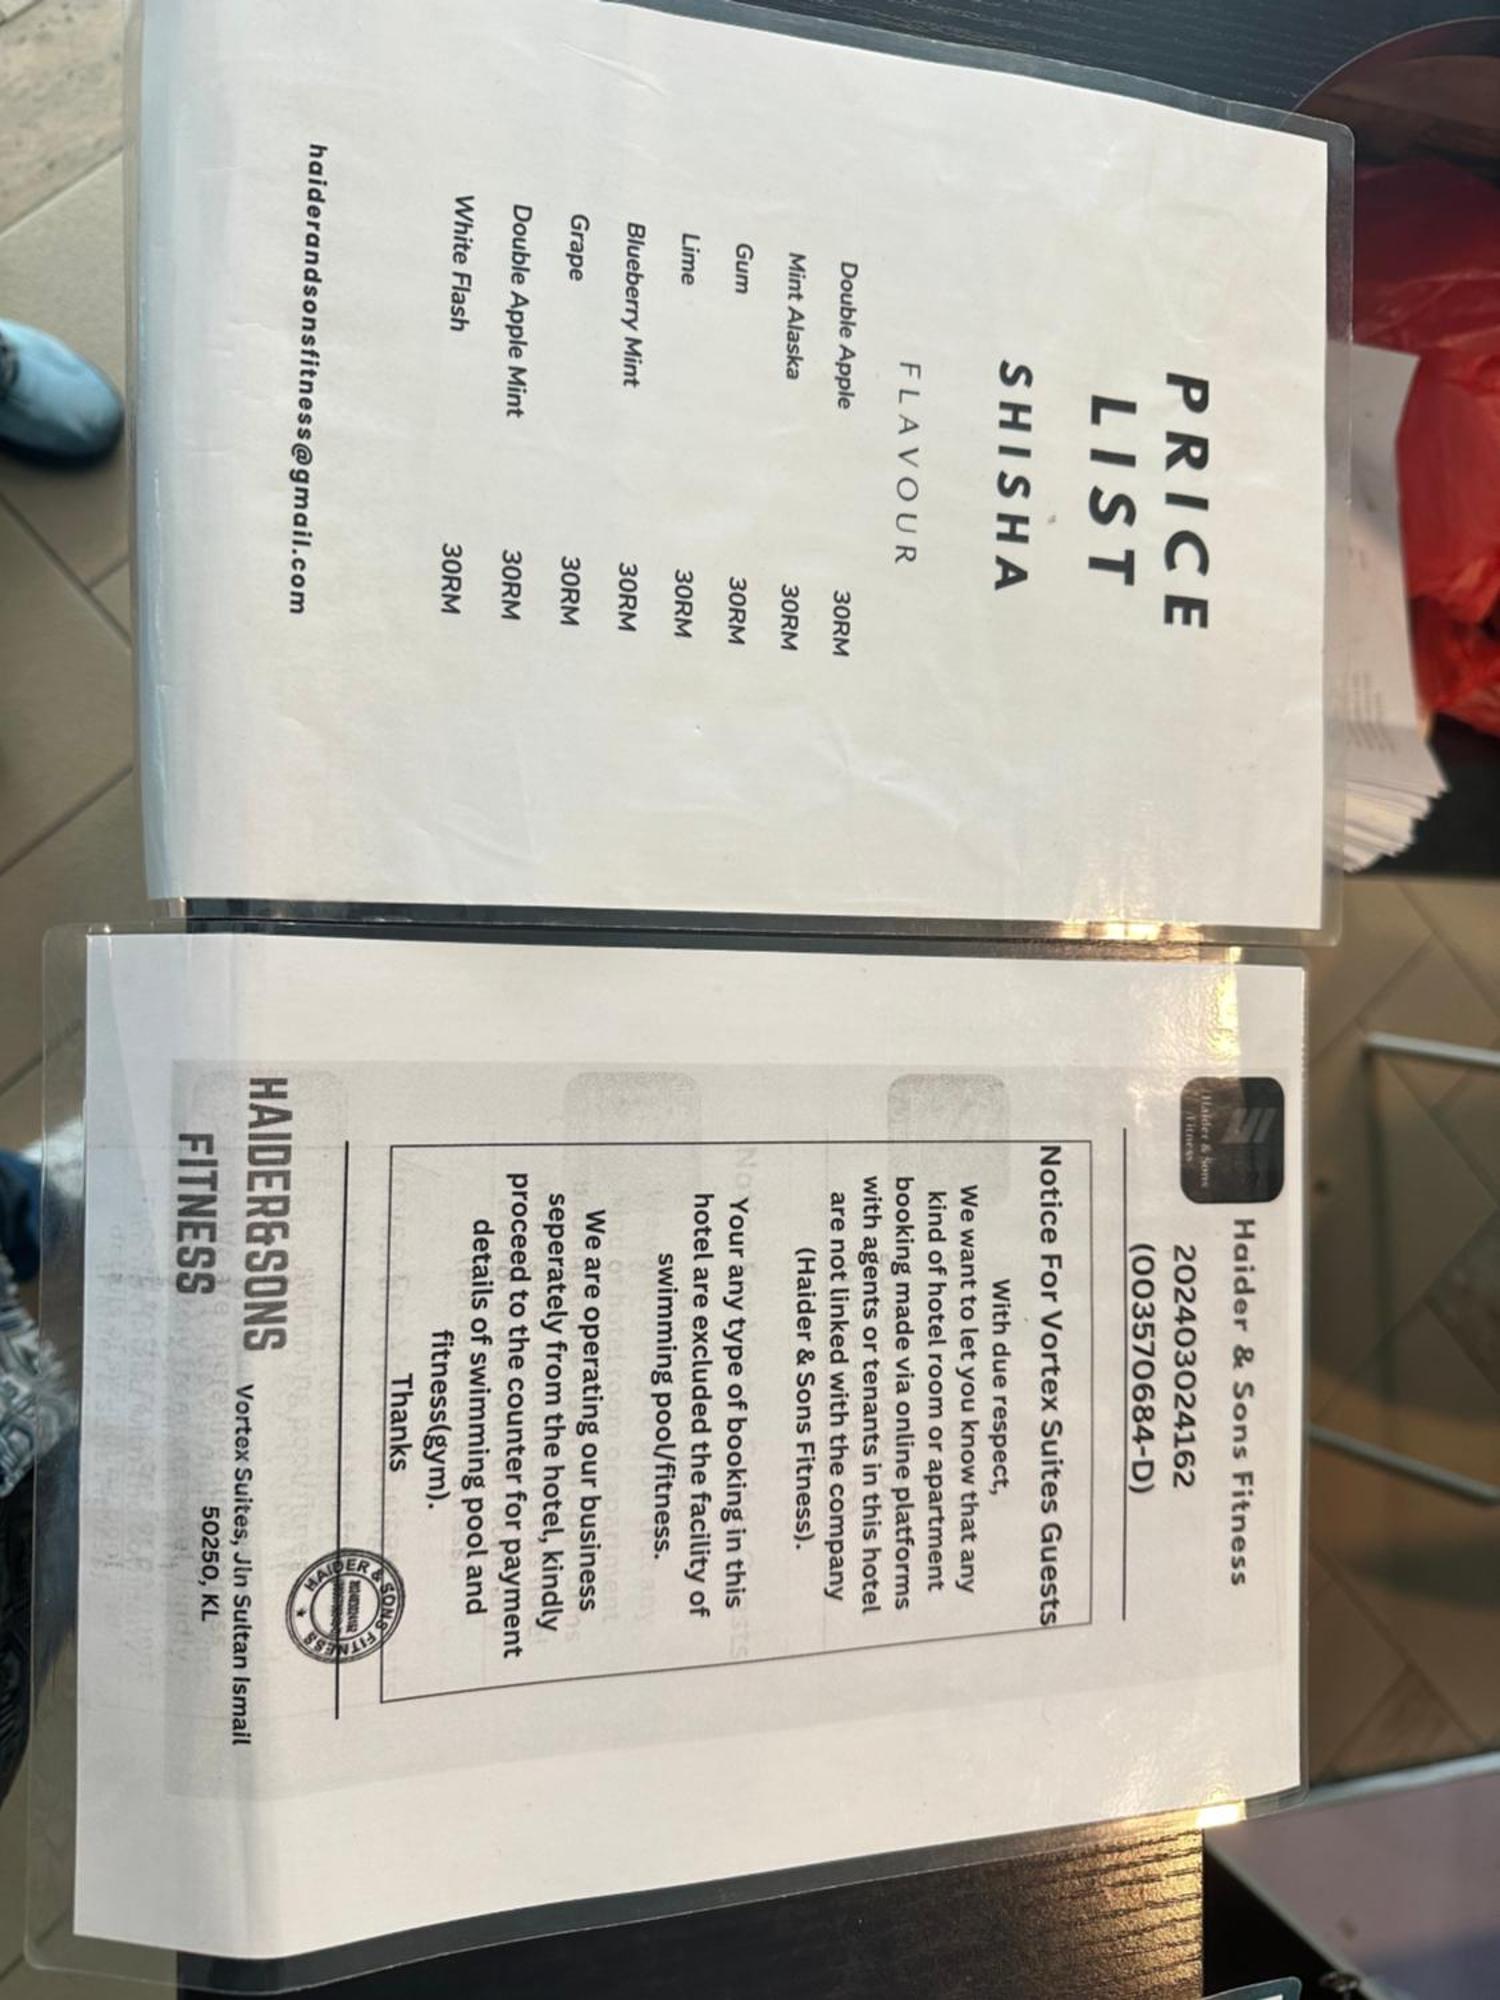 PRICE
LIST
SHISHA
FLAVOUR
Double Apple 30RM
Mint Alaska 30RM
Gum 30RM
Lime 30RM
Blueberry Mint 30RM
Grape 30RM
Double Apple Mint 30RM
White Flash 30RM
haiderandsonsfitness@gmail.com
Haider & Sons
Fitness
Haider & Sons Fitness
202403024162
(003570684-D)
Notice For Vortex Suites Guests
With due respect,
We want to let you know that any
kind of hotel room or apartment
booking made via online platforms
with agents or tenants in this hotel
are not linked with the company
(Haider & Sons Fitness).
Your any type of booking in this
hotel are excluded the facility of
swimming pool/fitness.
We are operating our business
seperately from the hotel, kindly
proceed to the counter for payment
details of swimming pool and
fitness(gym).
Thanks
HAIDER & SONS FITNESS
HAIDER&SONS
FITNESS
Vortex Suites, Jln Sultan Ismail
50250, KL